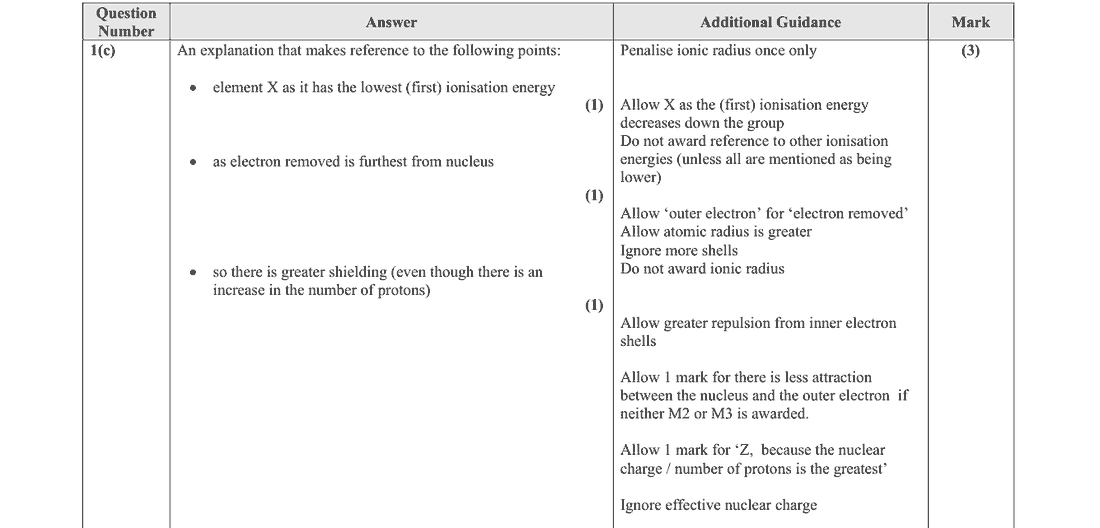 Question
Number
Answer
Additional Guidance
Mark
1(c)
An explanation that makes reference to the following points:
Penalise ionic radius once only
(3)
• element X as it has the lowest (first) ionisation energy
(1)
Allow X as the (first) ionisation energy
decreases down the group
Do not award reference to other ionisation
energies (unless all are mentioned as being
lower)
• as electron removed is furthest from nucleus
(1)
Allow ‘outer electron’ for ‘electron removed’
Allow atomic radius is greater
Ignore more shells
Do not award ionic radius
• so there is greater shielding (even though there is an
increase in the number of protons)
(1)
Allow greater repulsion from inner electron
shells
Allow 1 mark for there is less attraction
between the nucleus and the outer electron if
neither M2 or M3 is awarded.
Allow 1 mark for ‘Z, because the nuclear
charge / number of protons is the greatest’
Ignore effective nuclear charge